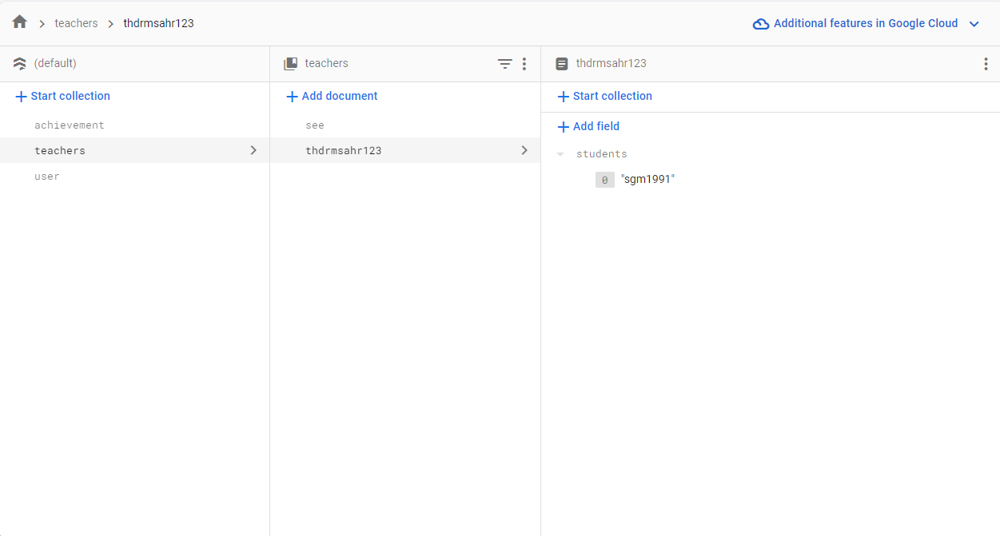 teachers > thdrmsahr123
Additional features in Google Cloud
(default)
Start collection
achievement
teachers
user
teachers
Add document
see
thdrmsahr123
thdrmsahr123
Start collection
Add field
students
0 "sgm1991"